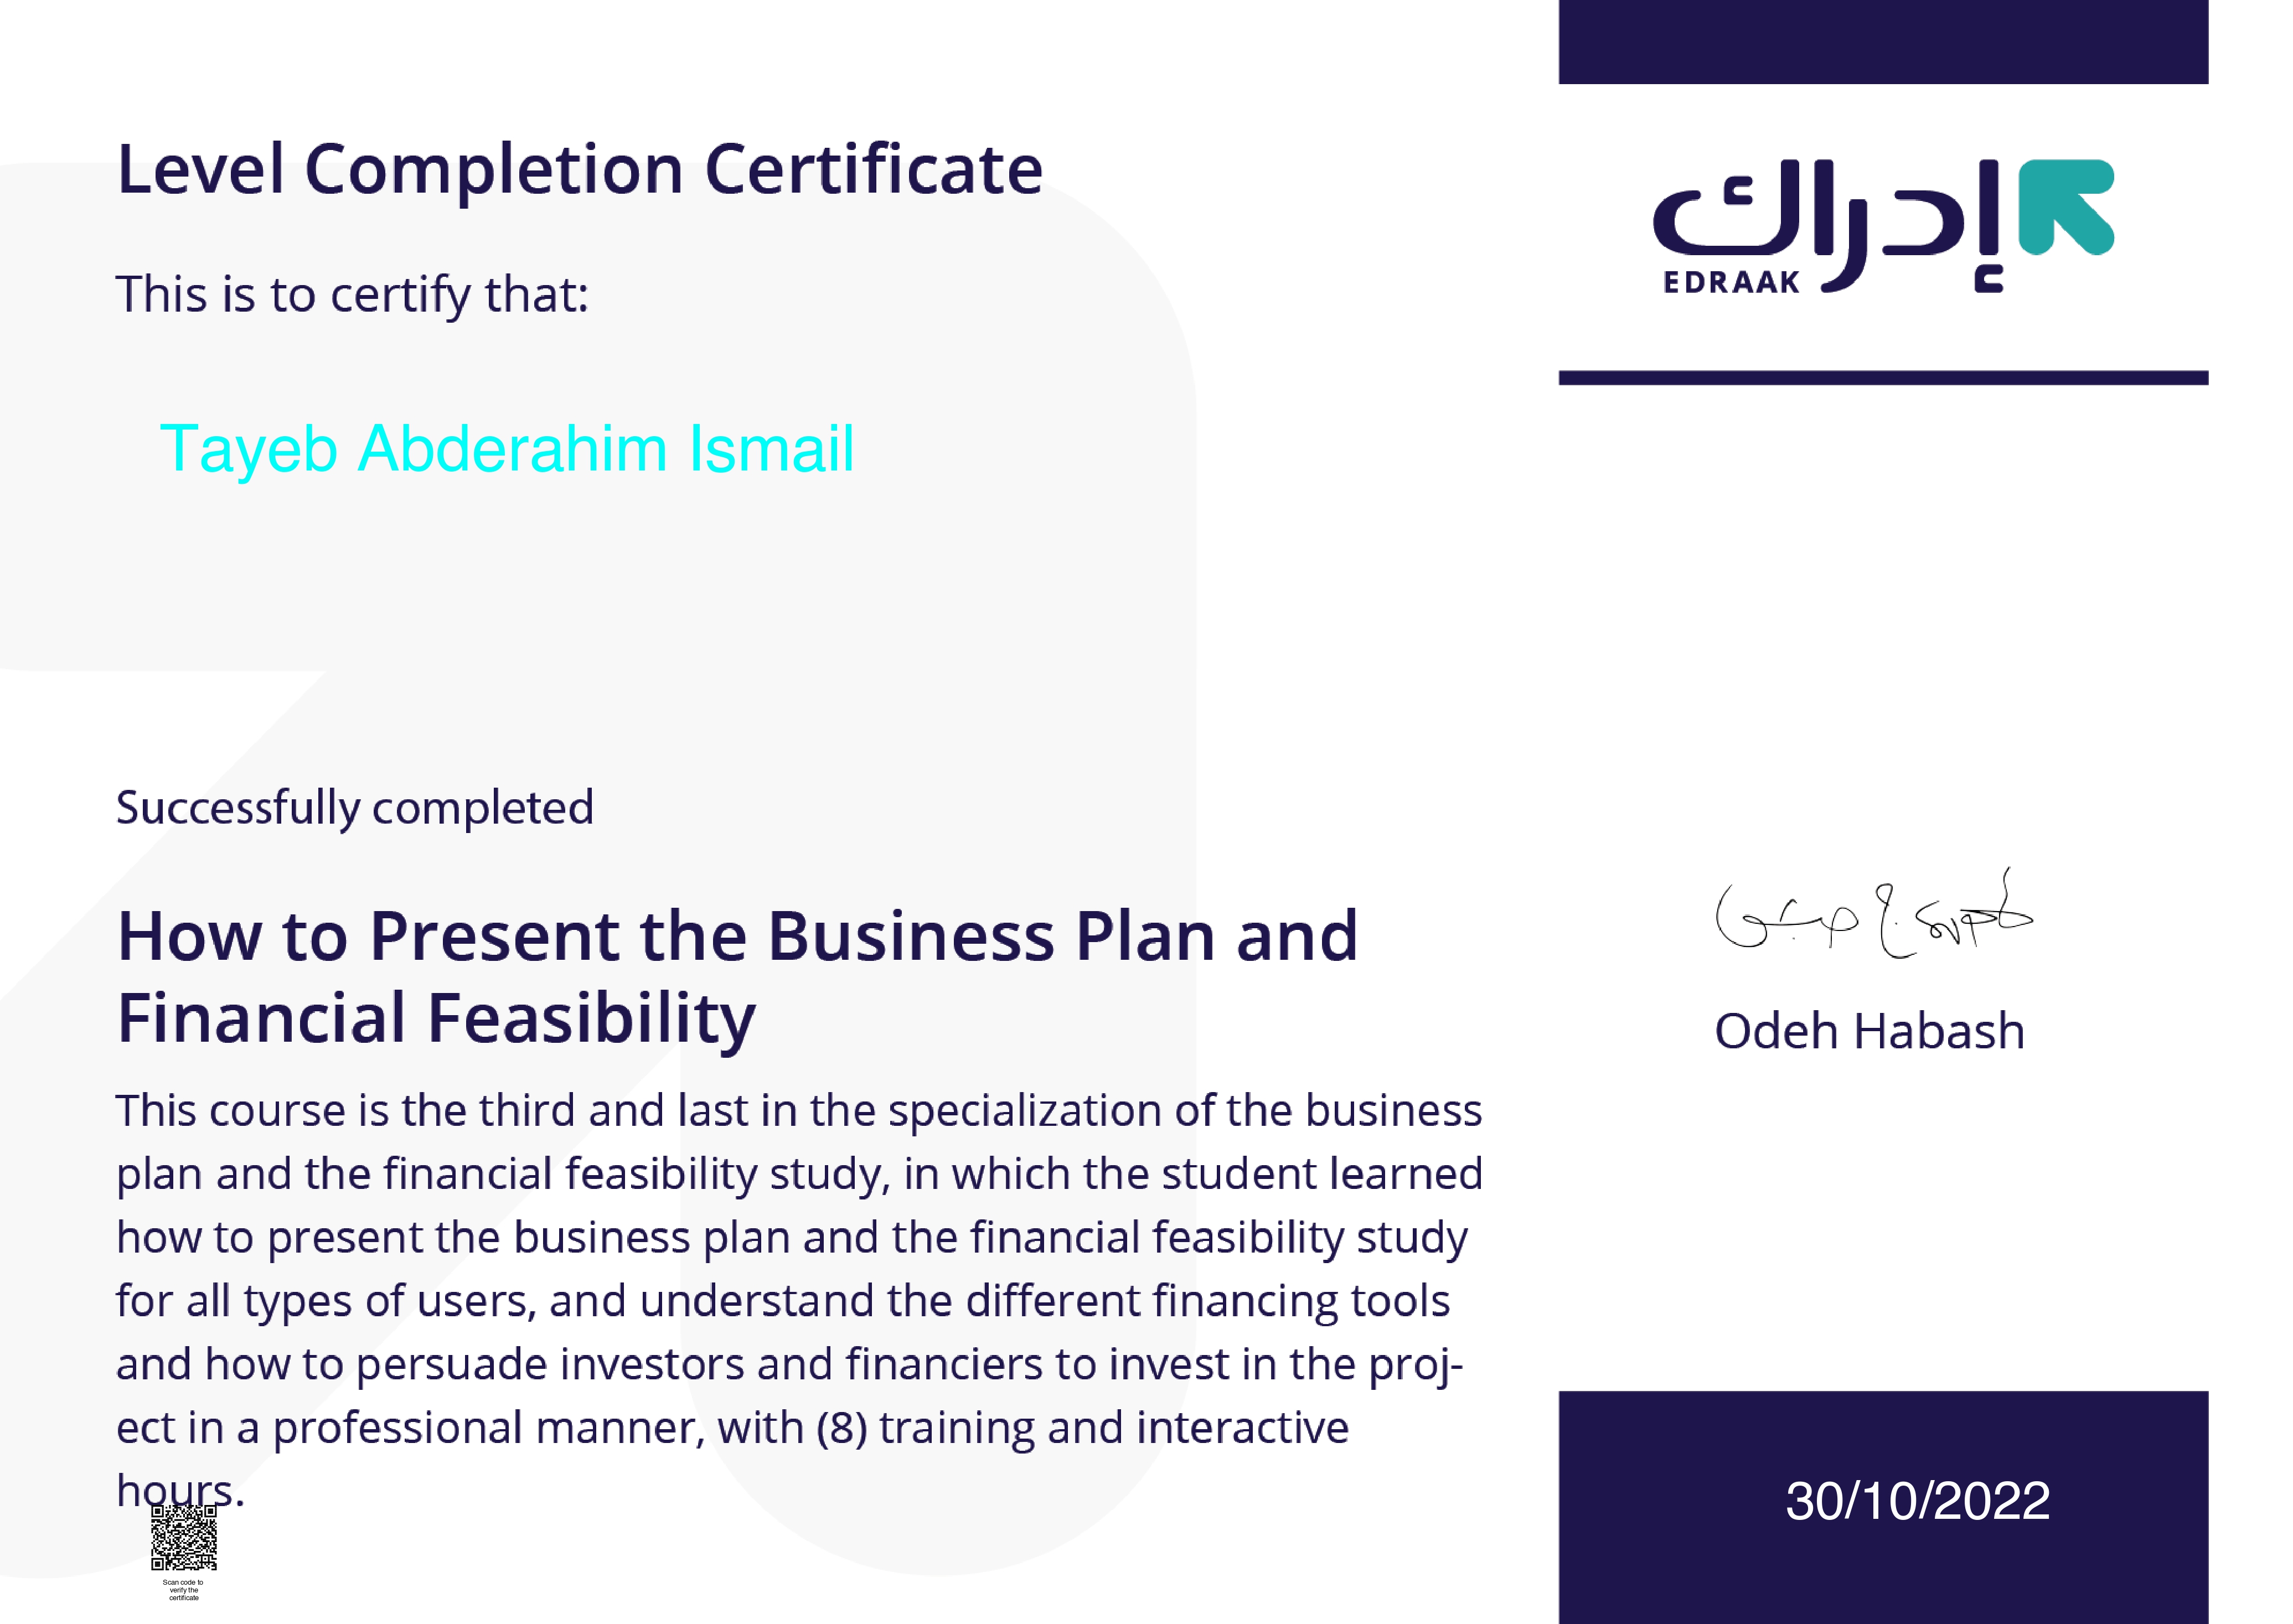 Level Completion Certificate
This is to certify that:
Tayeb Abderahim Ismail
Successfully completed
How to Present the Business Plan and
Financial Feasibility
This course is the third and last in the specialization of the business
plan and the financial feasibility study, in which the student learned
how to present the business plan and the financial feasibility study
for all types of users, and understand the different financing tools
and how to persuade investors and financiers to invest in the proj-
ect in a professional manner, with (8) training and interactive
hours.
Scan code to
verify the
certificate
إدراك
EDRAAK
Odeh Habash
30/10/2022